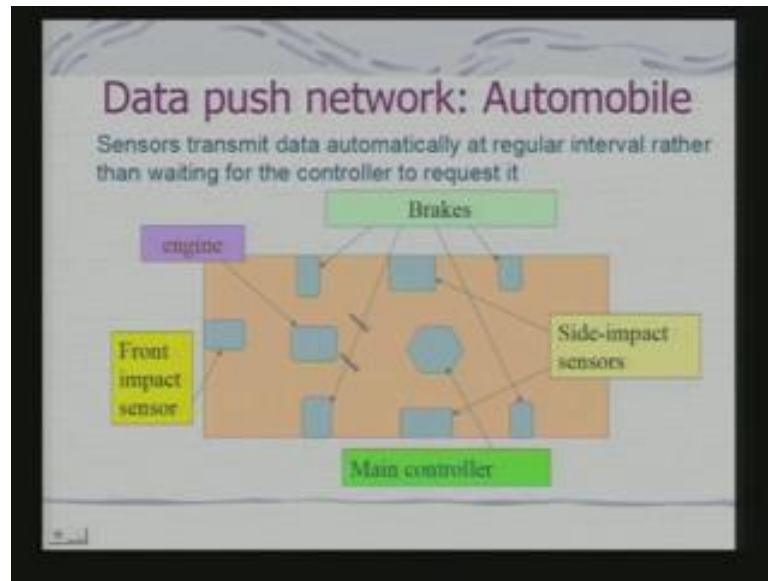 Data push network: Automobile
Sensors transmit data automatically at regular interval rather
than waiting for the controller to request it
Brakes
engine
Front
impact
sensor
Side-impact
sensors
Main controller